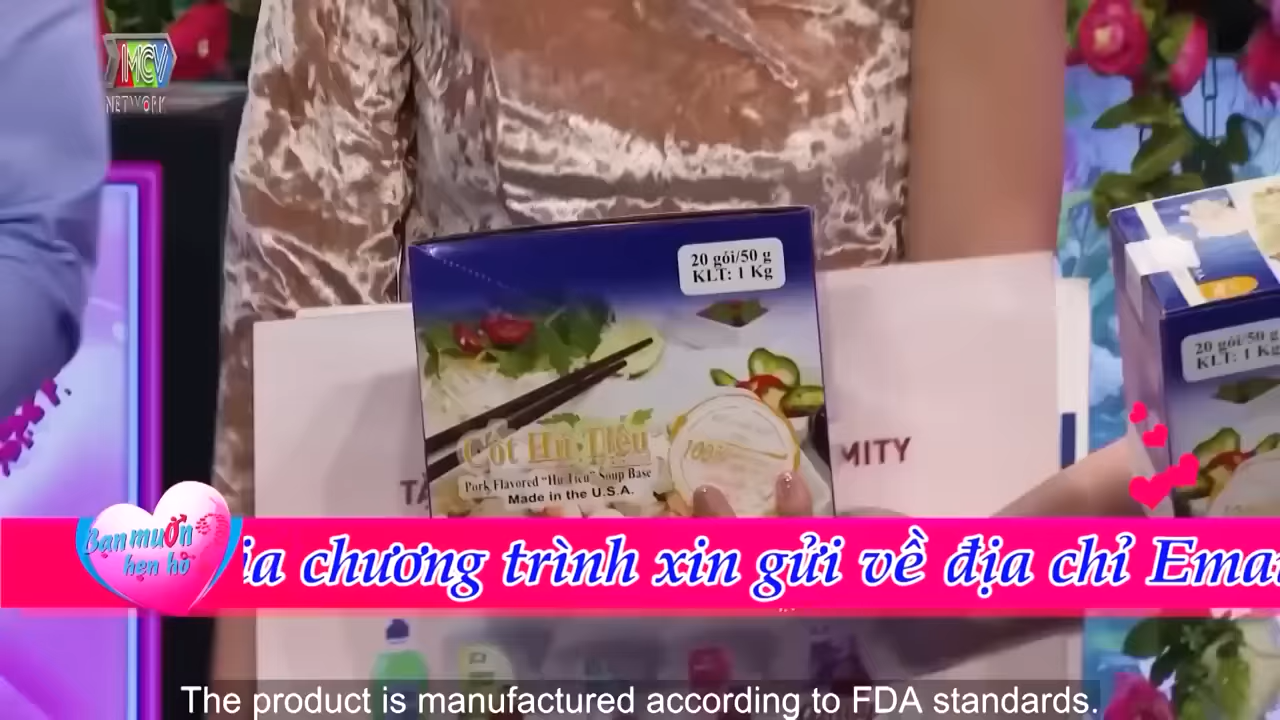 MCV
NETWORK
20 gói/50 g
KLT: 1 Kg
20 gói/50 g
KLT: 1 Kg
Cốt Hủ Tiếu
Pork Flavored "Hu Tieu" Soup Base
Made in the U.S.A.
100%
MITY
Bạn muốn
hẹn hò
chương trình xin gửi về địa chỉ
The product is manufactured according to FDA standards.